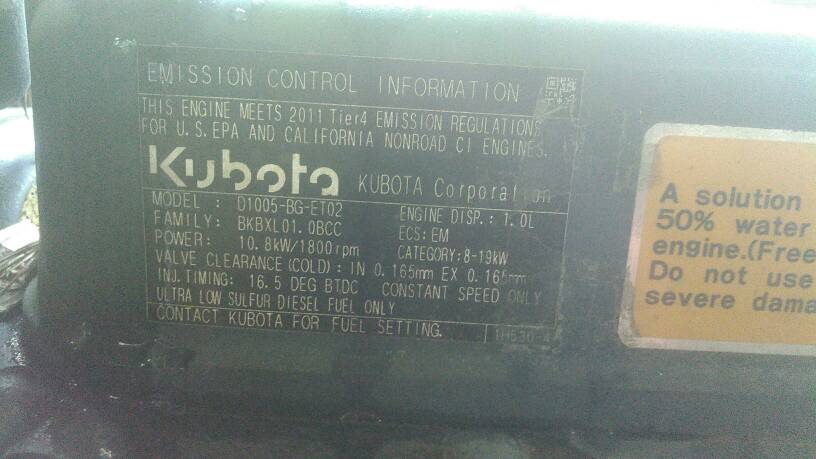 EMISSION CONTROL INFORMATION
THIS ENGINE MEETS 2011 Tier4 EMISSION REGULATIONS
FOR U.S. EPA AND CALIFORNIA NONROAD CI ENGINES.
Kubota KUBOTA Corporation
MODEL : D1005-BG-ET02 ENGINE DISP.: 1.0L
FAMILY: BKBXL01.0BCC ECS: EM
POWER: 10.8kW/1800rpm CATEGORY: 8-19kW
VALVE CLEARANCE (COLD) : IN 0.165mm EX 0.165mm
INJ. TIMING: 16.5 DEG BTDC CONSTANT SPEED ONLY
ULTRA LOW SULFUR DIESEL FUEL ONLY
CONTACT KUBOTA FOR FUEL SETTING.
A solution
50% water
engine.(Free
Do not use
severe dama